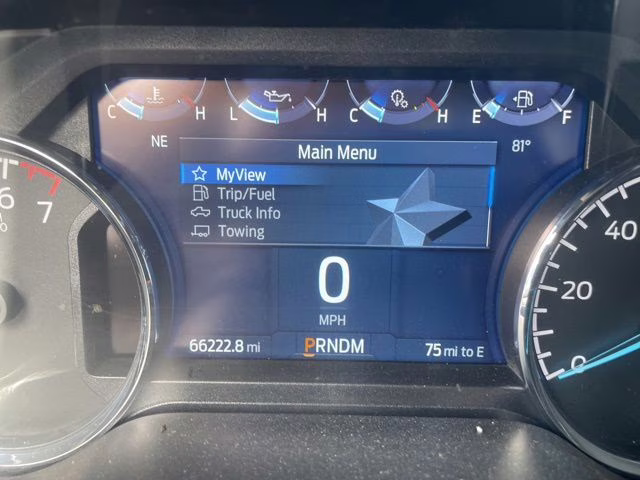 C H L H C H E F
NE
81°
Main Menu
MyView
Trip/Fuel
Truck Info
Towing
0
MPH
66222.8 mi
PRNDM
75 mi to E
6
7
40
20
0